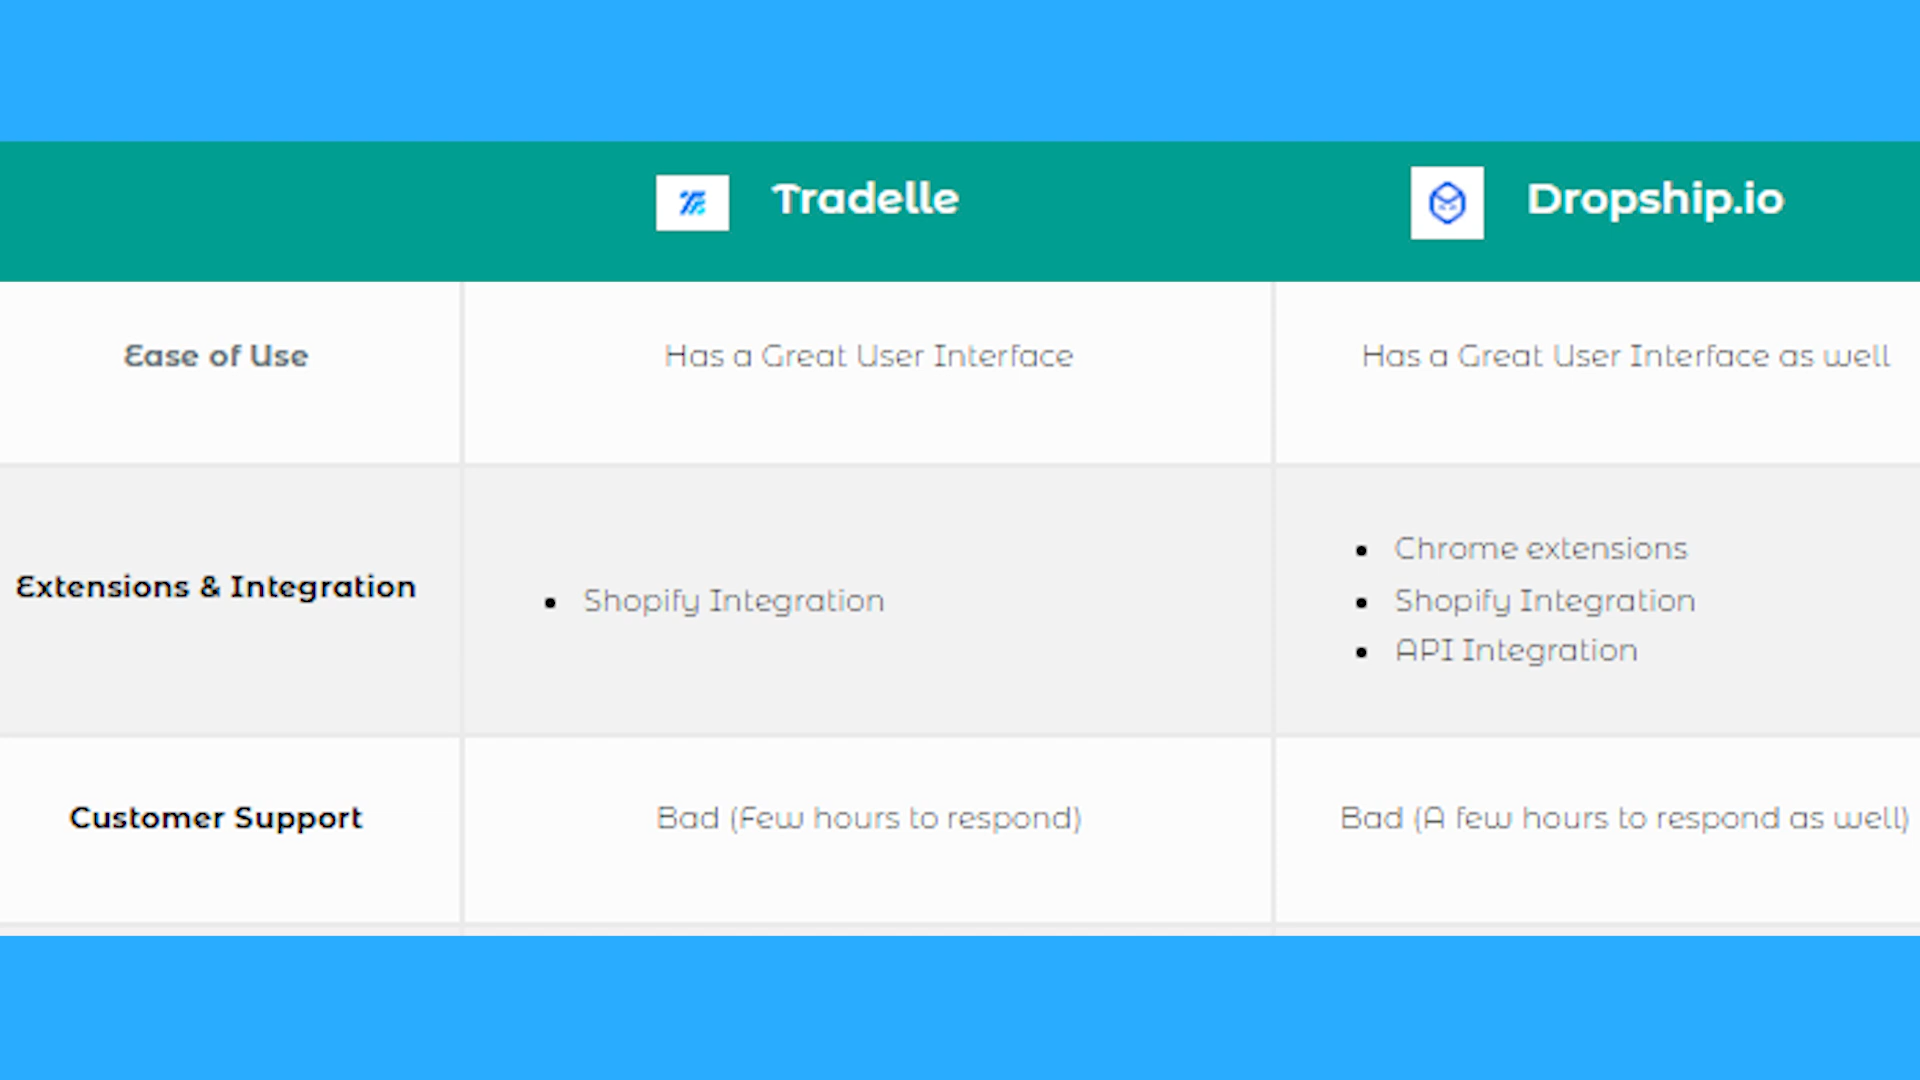 Tradelle
Dropship.io
Ease of Use
Has a Great User Interface
Has a Great User Interface as well
Extensions & Integration
Shopify Integration
Chrome extensions
Shopify Integration
API Integration
Customer Support
Bad (Few hours to respond)
Bad (A few hours to respond as well)